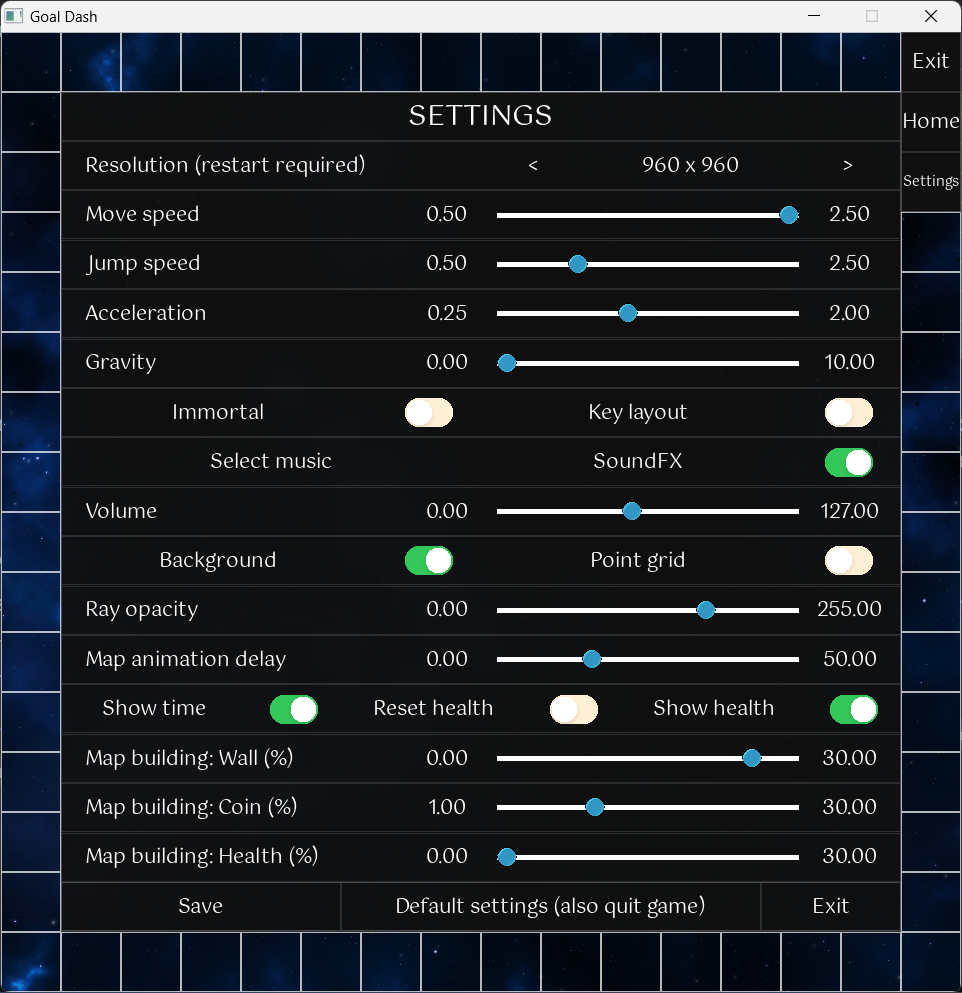 Goal Dash
Exit
Home
Settings
SETTINGS
Resolution (restart required) < 960 x 960 >
Move speed 0.50 2.50
Jump speed 0.50 2.50
Acceleration 0.25 2.00
Gravity 0.00 10.00
Immortal Key layout
Select music SoundFX
Volume 0.00 127.00
Background Point grid
Ray opacity 0.00 255.00
Map animation delay 0.00 50.00
Show time Reset health Show health
Map building: Wall (%) 0.00 30.00
Map building: Coin (%) 1.00 30.00
Map building: Health (%) 0.00 30.00
Save Default settings (also quit game) Exit